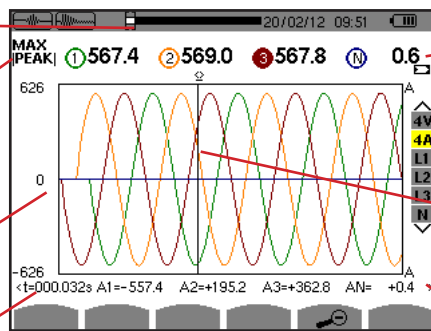 20/02/12 09:51
MAX
|PEAK| 1 567.4 2 569.0 3 567.8 N 0.6
626 A
4V
4A
L1
L2
L3
N
0
-626 A
<t=000.032s A1=-557.4 A2=+195.2 A3=+362.8 AN= +0.4